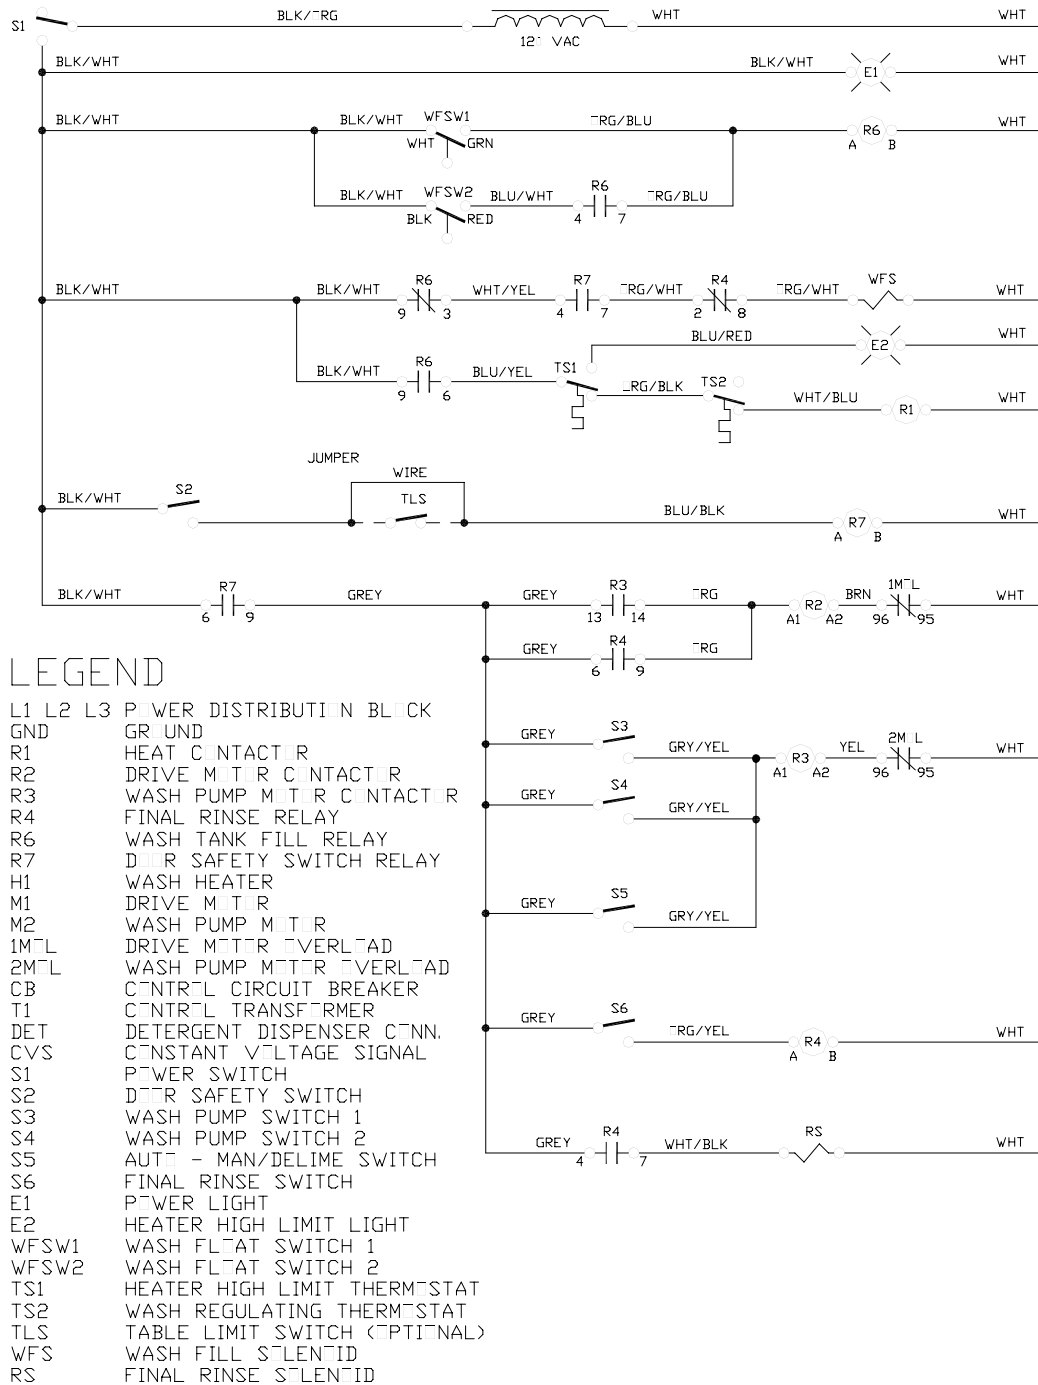 S1 BLK/ORG WHT WHT
120 VAC
BLK/WHT BLK/WHT E1 WHT
BLK/WHT BLK/WHT WFSW1 ORG/BLU R6 WHT
WHT GRN A B
BLK/WHT WFSW2 BLU/WHT R6 ORG/BLU
BLK RED 4 7
BLK/WHT BLK/WHT R6 WHT/YEL R7 ORG/WHT R4 ORG/WHT WFS WHT
9 3 4 7 2 8
BLU/RED E2 WHT
BLK/WHT R6 BLU/YEL TS1 ORG/BLK TS2 WHT/BLU R1 WHT
9 6
JUMPER
WIRE
BLK/WHT S2 TLS BLU/BLK R7 WHT
A B
BLK/WHT R7 GREY GREY R3 ORG R2 BRN 1MOL WHT
6 9 13 14 A1 A2 96 95
GREY R4 ORG
6 9
GREY S3 GRY/YEL R3 YEL 2MOL WHT
A1 A2 96 95
GREY S4 GRY/YEL
GREY S5 GRY/YEL
GREY S6 ORG/YEL R4 WHT
A B
GREY R4 WHT/BLK RS WHT
4 7
LEGEND
L1 L2 L3 POWER DISTRIBUTION BLOCK
GND GROUND
R1 HEAT CONTACTOR
R2 DRIVE MOTOR CONTACTOR
R3 WASH PUMP MOTOR CONTACTOR
R4 FINAL RINSE RELAY
R6 WASH TANK FILL RELAY
R7 DOOR SAFETY SWITCH RELAY
H1 WASH HEATER
M1 DRIVE MOTOR
M2 WASH PUMP MOTOR
1MOL DRIVE MOTOR OVERLOAD
2MOL WASH PUMP MOTOR OVERLOAD
CB CONTROL CIRCUIT BREAKER
T1 CONTROL TRANSFORMER
DET DETERGENT DISPENSER CONN.
CVS CONSTANT VOLTAGE SIGNAL
S1 POWER SWITCH
S2 DOOR SAFETY SWITCH
S3 WASH PUMP SWITCH 1
S4 WASH PUMP SWITCH 2
S5 AUTO - MAN/DELIME SWITCH
S6 FINAL RINSE SWITCH
E1 POWER LIGHT
E2 HEATER HIGH LIMIT LIGHT
WFSW1 WASH FLOAT SWITCH 1
WFSW2 WASH FLOAT SWITCH 2
TS1 HEATER HIGH LIMIT THERMOSTAT
TS2 WASH REGULATING THERMOSTAT
TLS TABLE LIMIT SWITCH (OPTIONAL)
WFS WASH FILL SOLENOID
RS FINAL RINSE SOLENOID